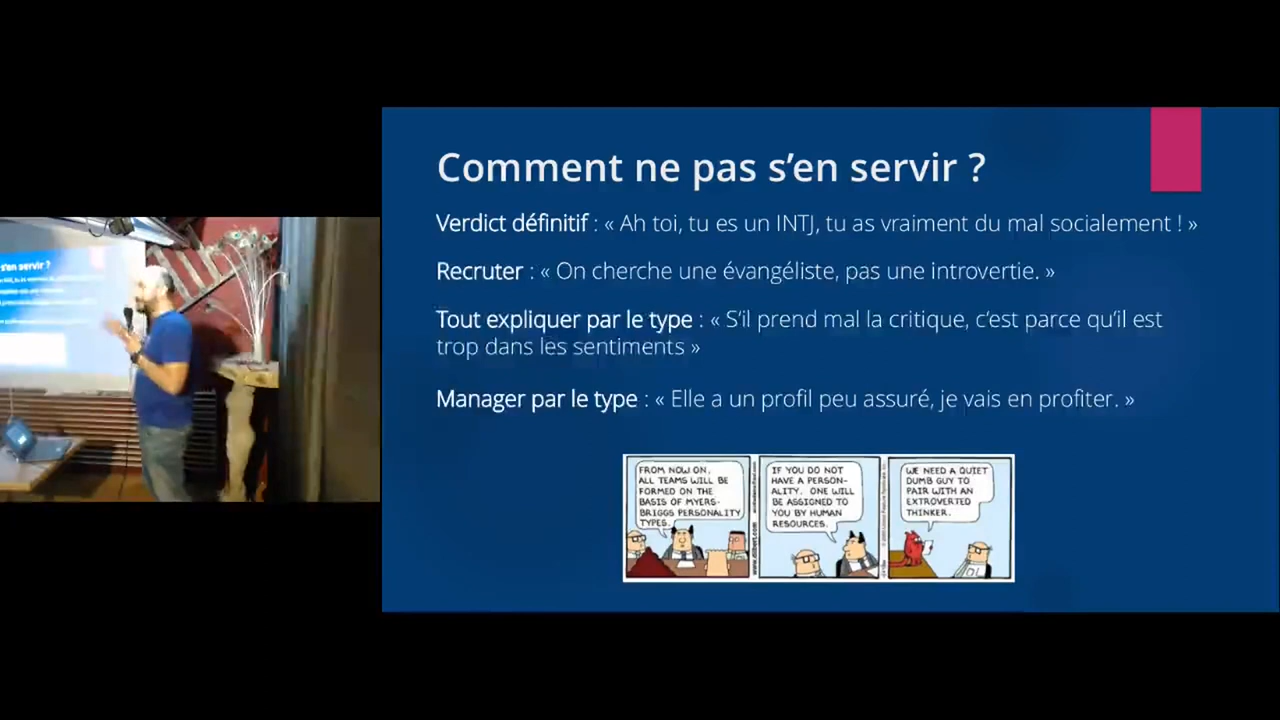 Comment ne pas s'en servir ?
Verdict définitif : « Ah toi, tu es un INTJ, tu as vraiment du mal socialement ! »
Recruter : « On cherche une évangéliste, pas une introvertie. »
Tout expliquer par le type : « S'il prend mal la critique, c'est parce qu'il est
trop dans les sentiments »
Manager par le type : « Elle a un profil peu assuré, je vais en profiter. »
FROM NOW ON,
ALL TEAMS WILL BE
FORMED ON THE
BASIS OF MYERS-
BRIGGS PERSONALITY
TYPES.
www.dilbert.com
IF YOU DO NOT
HAVE A PERSON-
ALITY, ONE WILL
BE ASSIGNED TO
YOU BY HUMAN
RESOURCES.
WE NEED A QUIET
DUMB GUY TO
PAIR WITH AN
EXTROVERTED
THINKER.
s'en servir ?